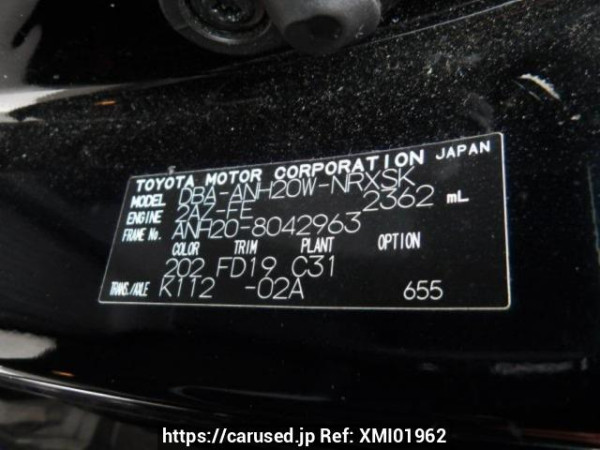 TOYOTA MOTOR CORPORATION JAPAN
MODEL DBA-ANH20W-NRXSK
ENGINE 2AZ-FE 2362 mL
FRAME No. ANH20-8042963
COLOR TRIM PLANT OPTION
202 FD19 C31
TRANS./AXLE K112 -02A 655
https://carused.jp Ref: XMI01962